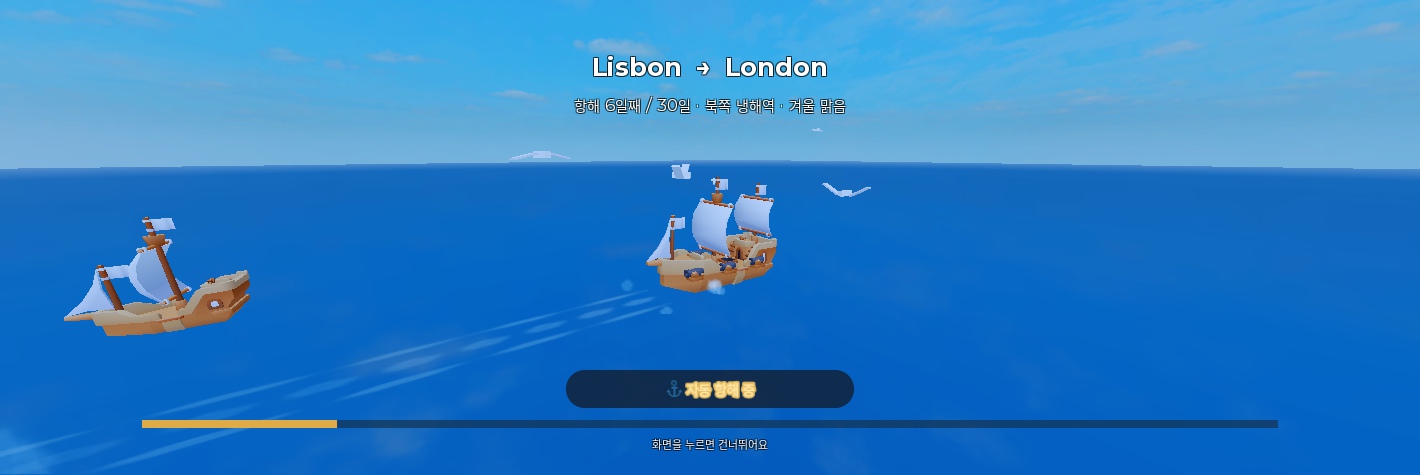 Lisbon → London
항해 6일째 / 30일 · 북쪽 냉해역 · 겨울 맑음
⚓ 자동 항해 중
화면을 누르면 건너뛰어요